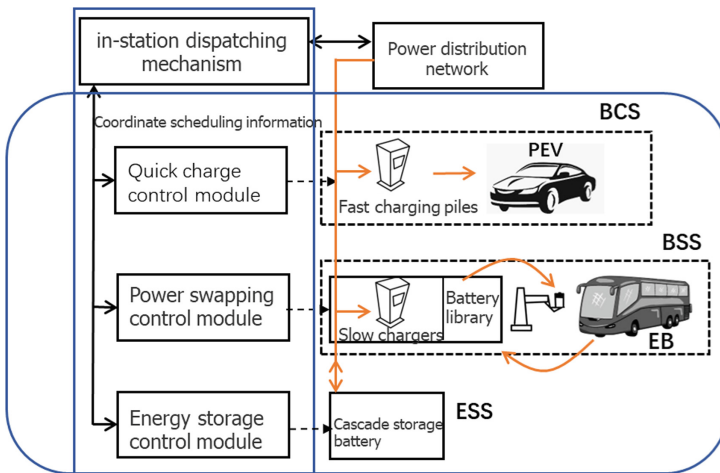 in-station dispatching
mechanism
Power distribution
network
Coordinate scheduling information
BCS
PEV
Quick charge
control module
Fast charging piles
BSS
Power swapping
control module
Battery
library
Slow chargers
EB
Energy storage
control module
Cascade storage
battery
ESS